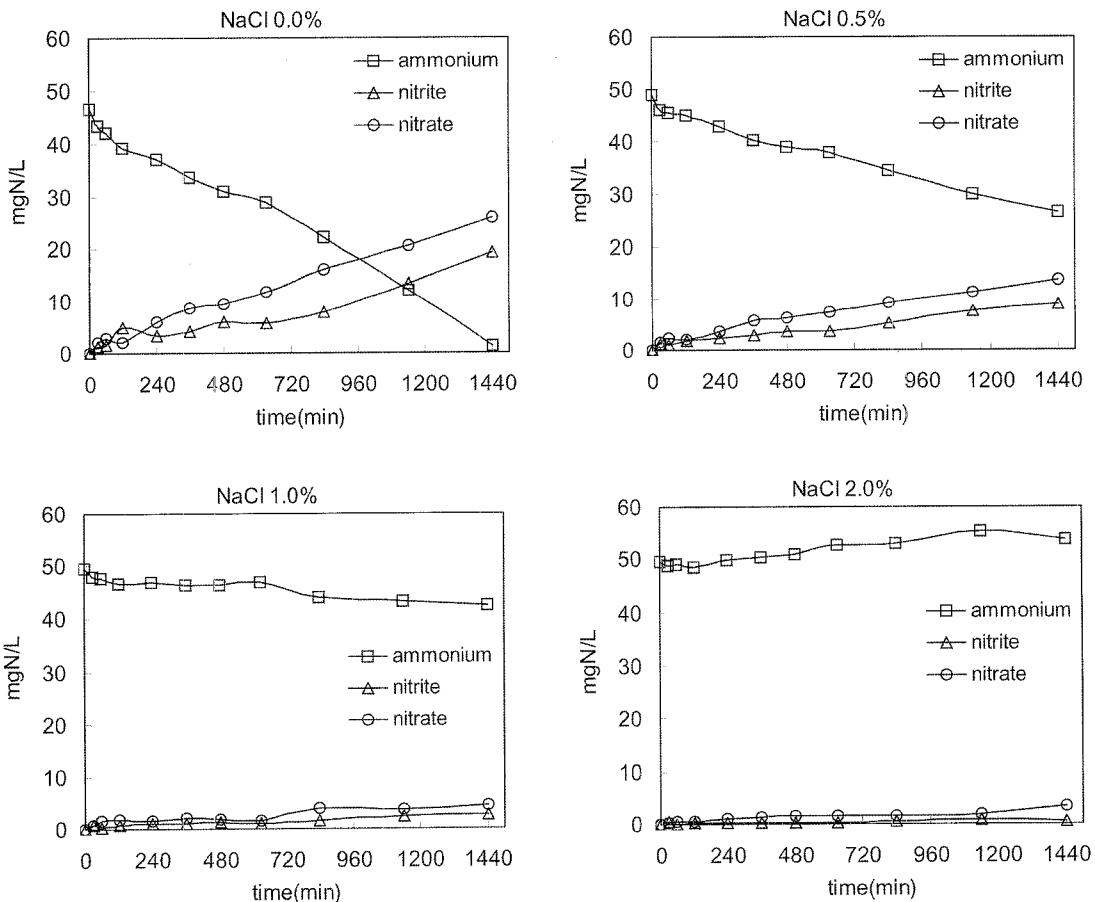 NaCl 0.0%
60
50
40
30
20
10
0
mgN/L
ammonium
nitrite
nitrate
0 240 480 720 960 1200 1440
time(min)
NaCl 0.5%
60
50
40
30
20
10
0
mgN/L
ammonium
nitrite
nitrate
0 240 480 720 960 1200 1440
time(min)
NaCl 1.0%
60
50
40
30
20
10
0
mgN/L
ammonium
nitrite
nitrate
0 240 480 720 960 1200 1440
time(min)
NaCl 2.0%
60
50
40
30
20
10
0
mgN/L
ammonium
nitrite
nitrate
0 240 480 720 960 1200 1440
time(min)